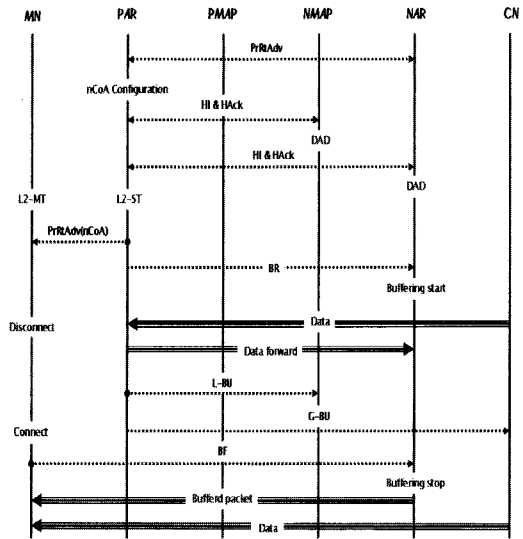 MN PAR PMAP NMAP NAR CN
PrRtAdv
nCoA Configuration
HI & HAck
DAD
HI & HAck
DAD
L2-MT L2-ST
PrRtAdv(nCoA)
BR
Buffering start
Data
Disconnect
Data forward
L-BU
G-BU
Connect
BF
Buffering stop
Bufferd packet
Data